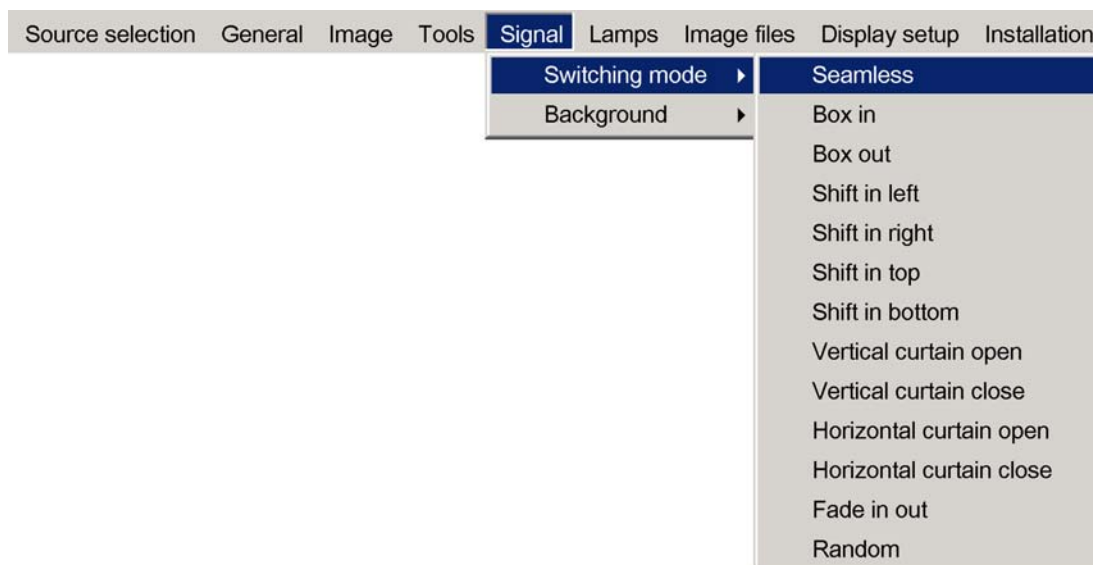 Source selection General Image Tools Signal Lamps Image files Display setup Installation
Switching mode Seamless
Background Box in
Box out
Shift in left
Shift in right
Shift in top
Shift in bottom
Vertical curtain open
Vertical curtain close
Horizontal curtain open
Horizontal curtain close
Fade in out
Random